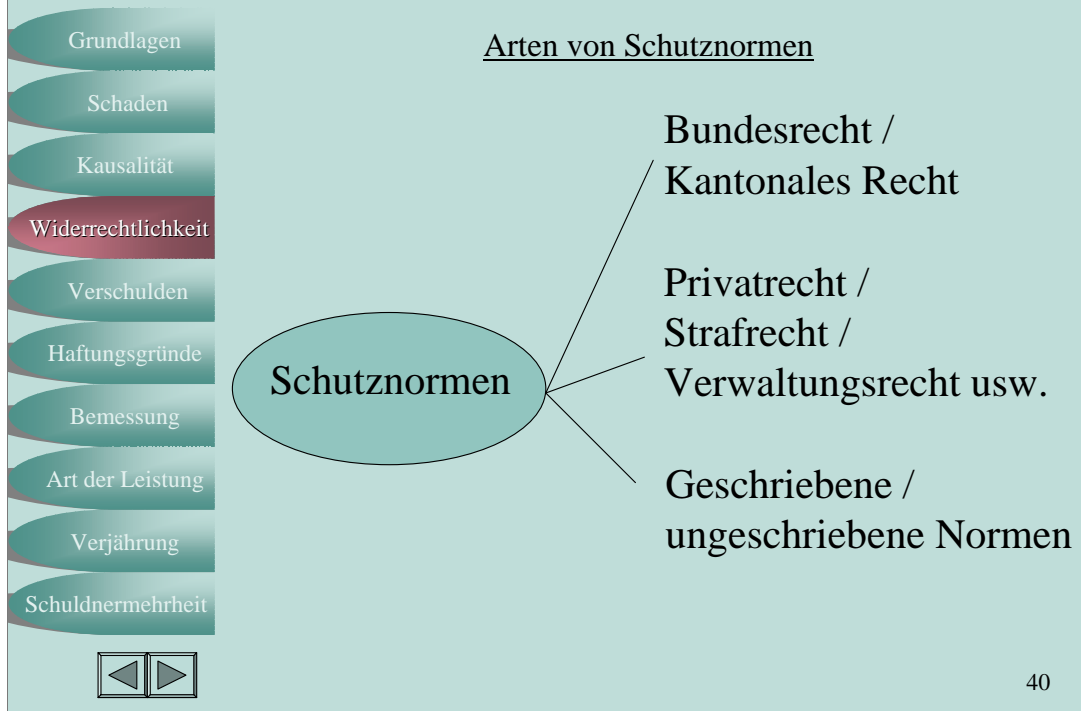 Grundlagen
Schaden
Kausalität
Widerrechtlichkeit
Verschulden
Haftungsgründe
Bemessung
Art der Leistung
Verjährung
Schuldnermehrheit
Arten von Schutznormen
Schutznormen
Bundesrecht /
Kantonales Recht
Privatrecht /
Strafrecht /
Verwaltungsrecht usw.
Geschriebene /
ungeschriebene Normen
40